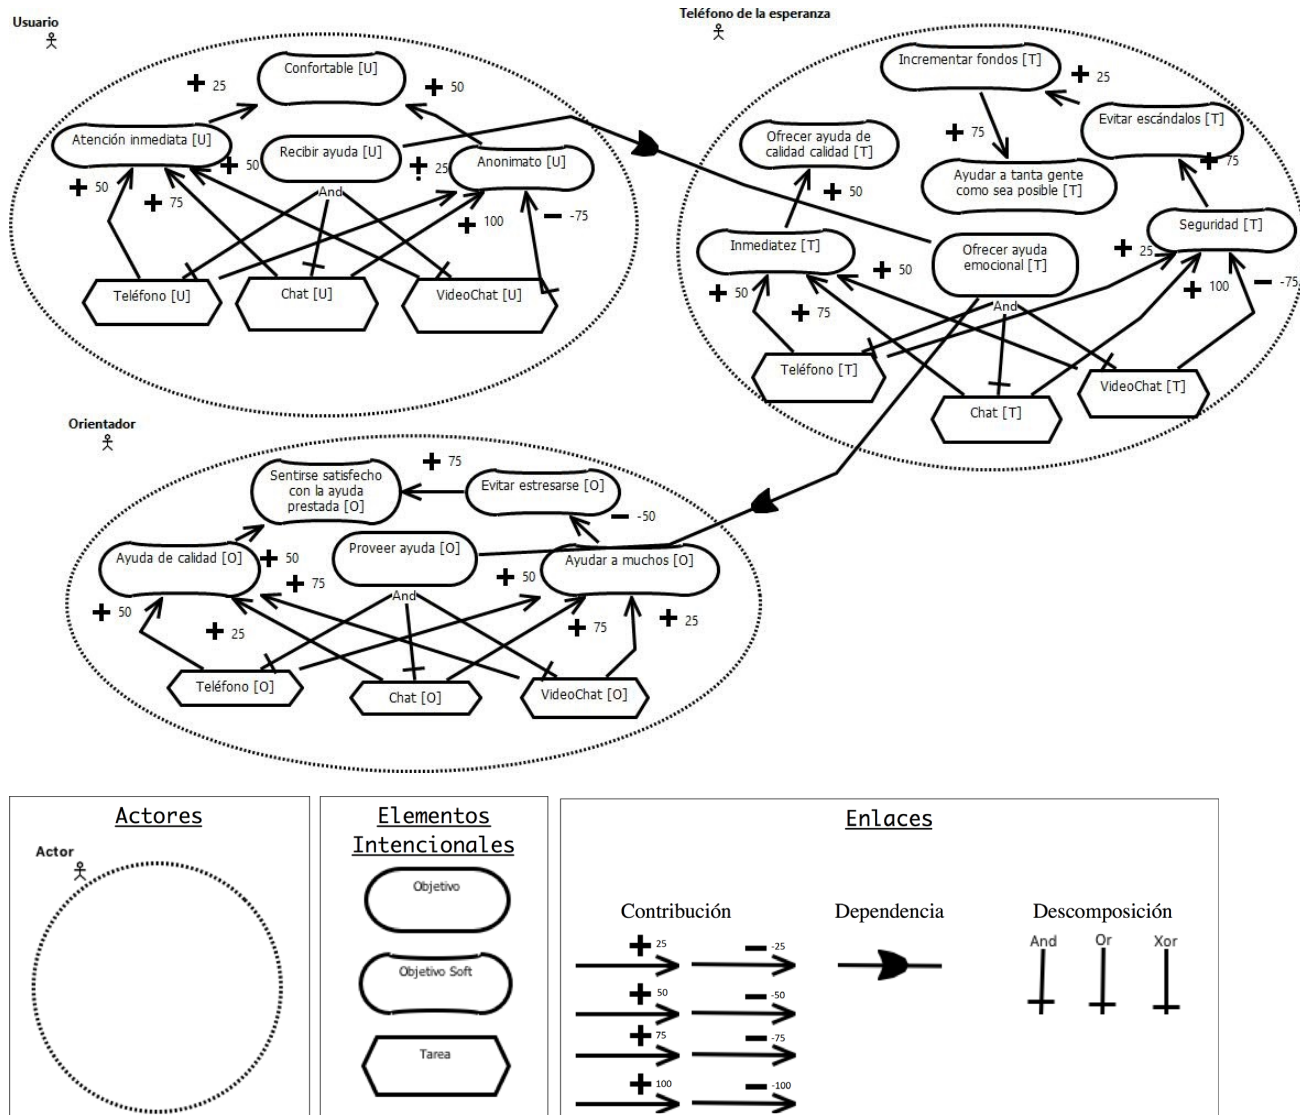 Usuario
Confortable [U]
25
50
Atención inmediata [U]
Recibir ayuda [U]
Anonimato [U]
50
25
50
75
And
100
-75
Teléfono [U]
Chat [U]
VideoChat [U]
Teléfono de la esperanza
Incrementar fondos [T]
25
Ofrecer ayuda de
calidad calidad [T]
75
Evitar escándalos [T]
75
Ayudar a tanta gente
como sea posible [T]
50
Inmediatez [T]
Ofrecer ayuda
emocional [T]
Seguridad [T]
25
50
50
75
And
100
-75
Teléfono [T]
Chat [T]
VideoChat [T]
Orientador
Sentirse satisfecho
con la ayuda
prestada [O]
75
Evitar estresarse [O]
-50
Ayuda de calidad [O]
Proveer ayuda [O]
Ayudar a muchos [O]
50
75
50
And
50
25
75
25
Teléfono [O]
Chat [O]
VideoChat [O]
Actores
Actor
Elementos
Intencionales
Objetivo
Objetivo Soft
Tarea
Enlaces
Contribución
Dependencia
Descomposición
25
-25
50
-50
75
-75
100
-100
And
Or
Xor